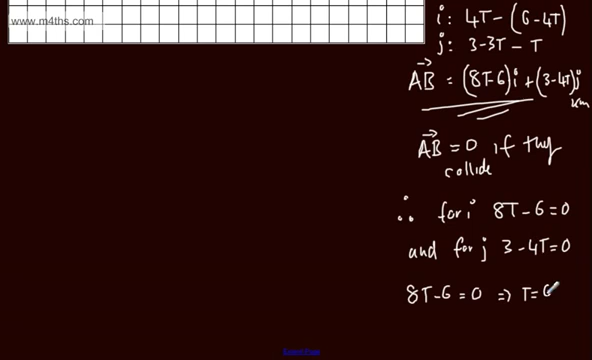 www.m4ths.com
i: 4T-(6-4T)
j: 3-3T-T
AB = (8T-6)i+(3-4T)j
km
AB = 0 if they
collide
∴ for i 8T-6=0
and for j 3-4T=0
8T-6=0 => T=6